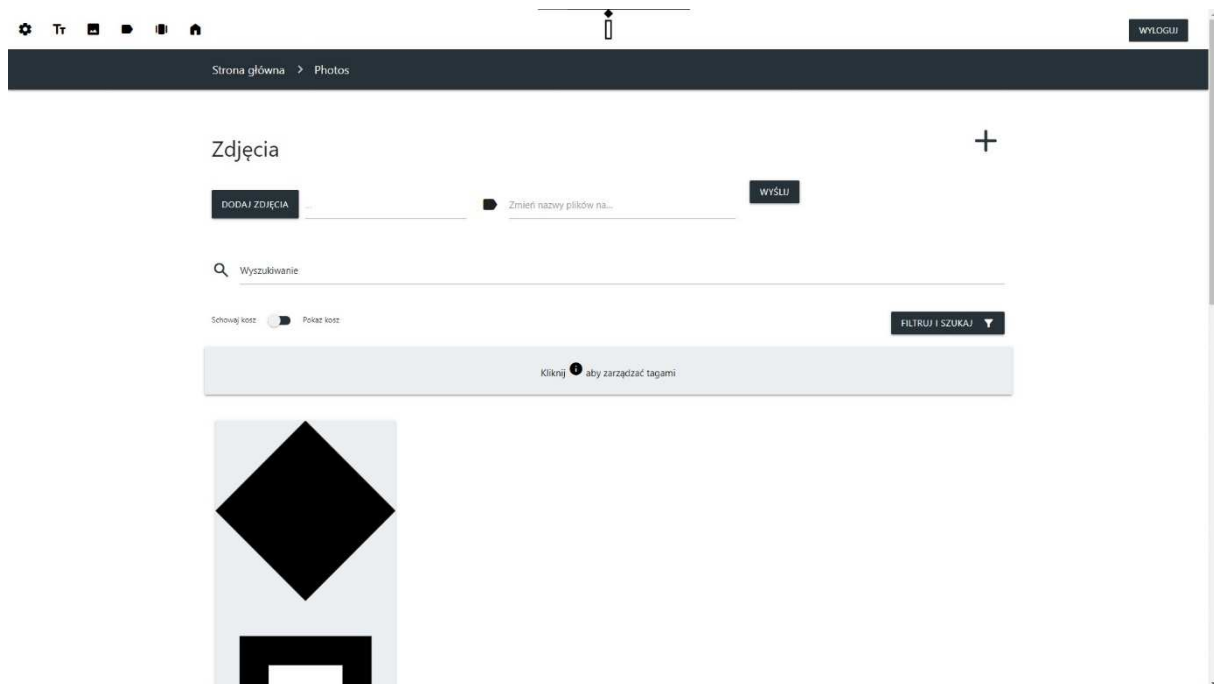 WYLOGUJ
Strona główna > Photos
Zdjęcia
DODAJ ZDJĘCIA ... Zmień nazwy plików na... WYŚLIJ
Wyszukiwanie
Schowaj kosz Pokaż kosz FILTRUJ I SZUKAJ
Kliknij aby zarządzać tagami